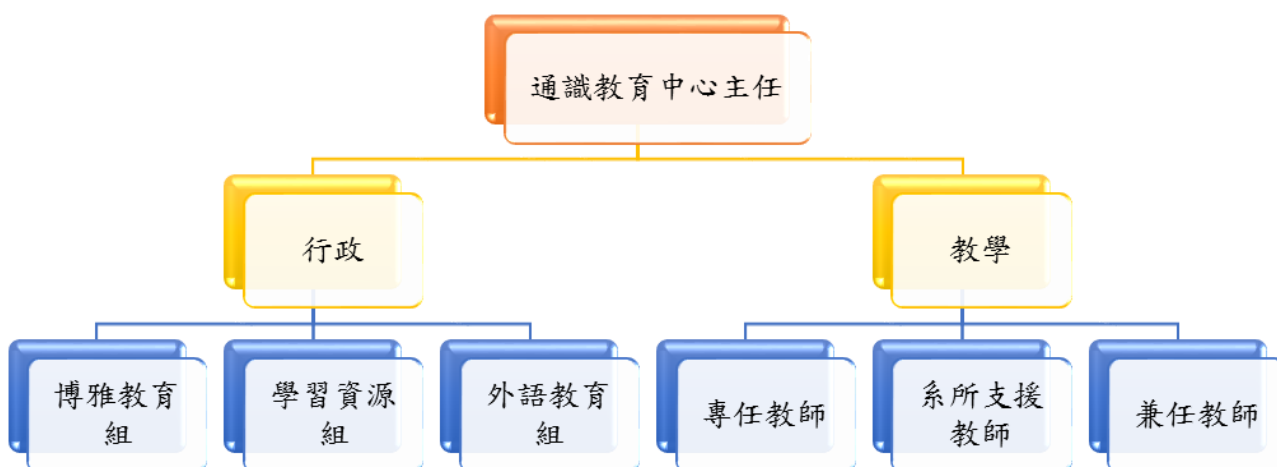 通識教育中心主任
行政
教學
博雅教育
組
學習資源
組
外語教育
組
專任教師
系所支援
教師
兼任教師